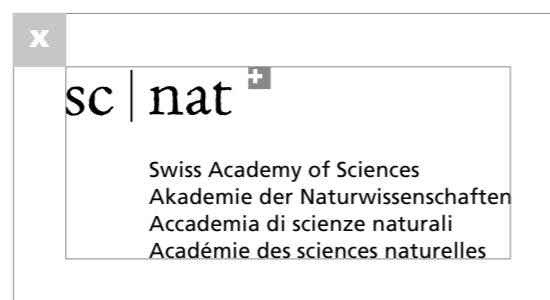 x
sc | nat +
Swiss Academy of Sciences
Akademie der Naturwissenschaften
Accademia di scienze naturali
Académie des sciences naturelles